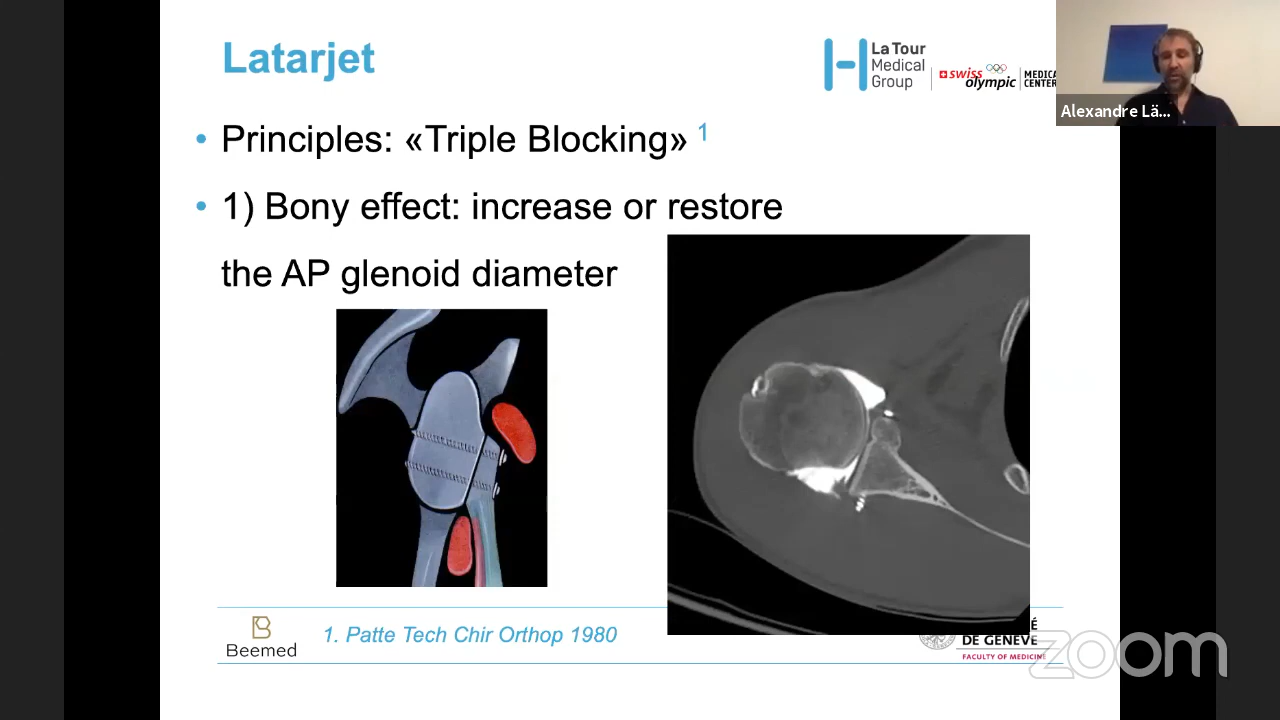 Latarjet
La Tour
Medical
Group
swiss
olympic
MEDICAL
CENTER
Alexandre Lä...
• Principles: «Triple Blocking» 1
• 1) Bony effect: increase or restore
the AP glenoid diameter
Beemed
1. Patte Tech Chir Orthop 1980
DE GENÈVE
FACULTY OF MEDICINE
zoom